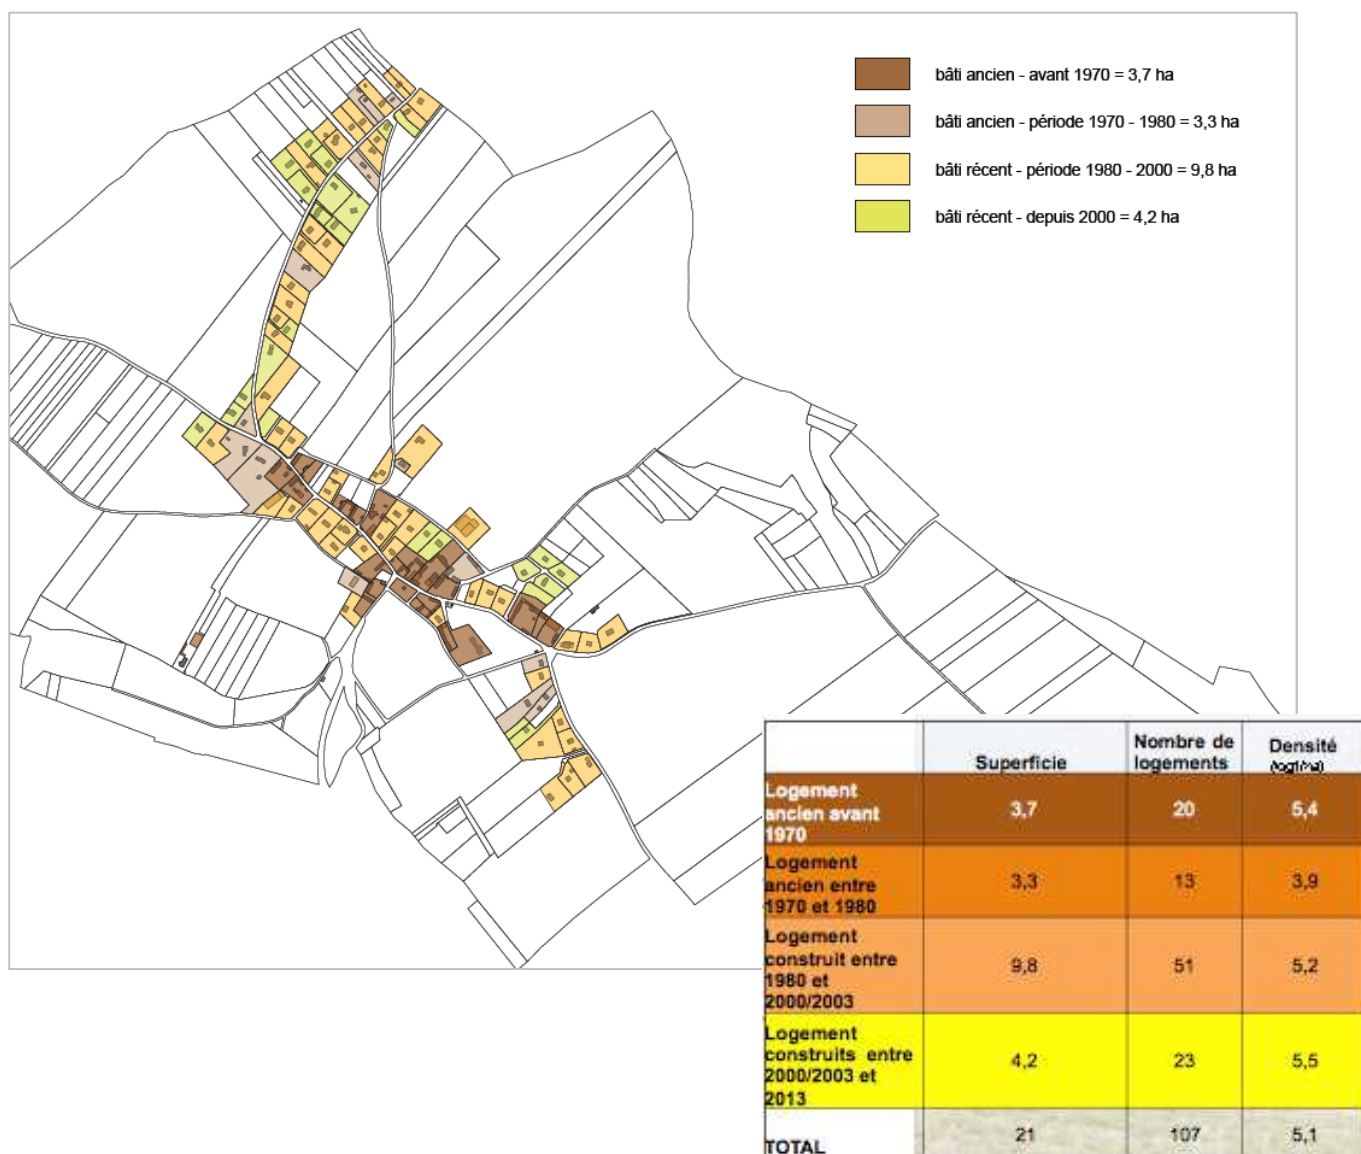 bâti ancien - avant 1970 = 3,7 ha
bâti ancien - période 1970 - 1980 = 3,3 ha
bâti récent - période 1980 - 2000 = 9,8 ha
bâti récent - depuis 2000 = 4,2 ha
Superficie
Nombre de
logements
Densité
(logt/ha)
Logement
ancien avant
1970
3,7
20
5,4
Logement
ancien entre
1970 et 1980
3,3
13
3,9
Logement
construit entre
1980 et
2000/2003
9,8
51
5,2
Logement
construits entre
2000/2003 et
2013
4,2
23
5,5
TOTAL
21
107
5,1